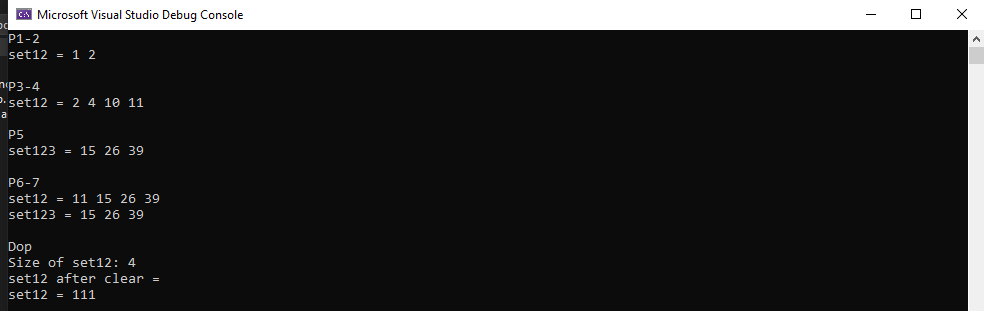 Microsoft Visual Studio Debug Console
P1-2
set12 = 1 2
P3-4
set12 = 2 4 10 11
P5
set123 = 15 26 39
P6-7
set12 = 11 15 26 39
set123 = 15 26 39
Dop
Size of set12: 4
set12 after clear =
set12 = 111